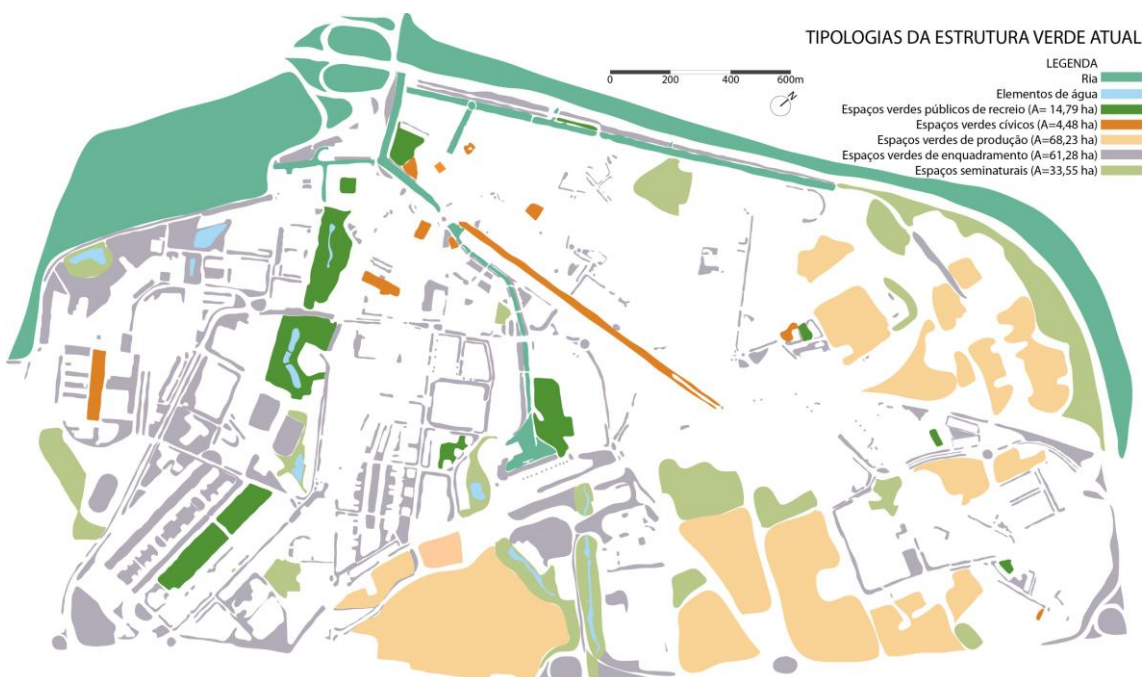 TIPOLOGIAS DA ESTRUTURA VERDE ATUAL
0 200 400 600m
N
LEGENDA
Ria
Elementos de água
Espaços verdes públicos de recreio (A= 14,79 ha)
Espaços verdes cívicos (A=4,48 ha)
Espaços verdes de produção (A=68,23 ha)
Espaços verdes de enquadramento (A=61,28 ha)
Espaços seminaturais (A=33,55 ha)